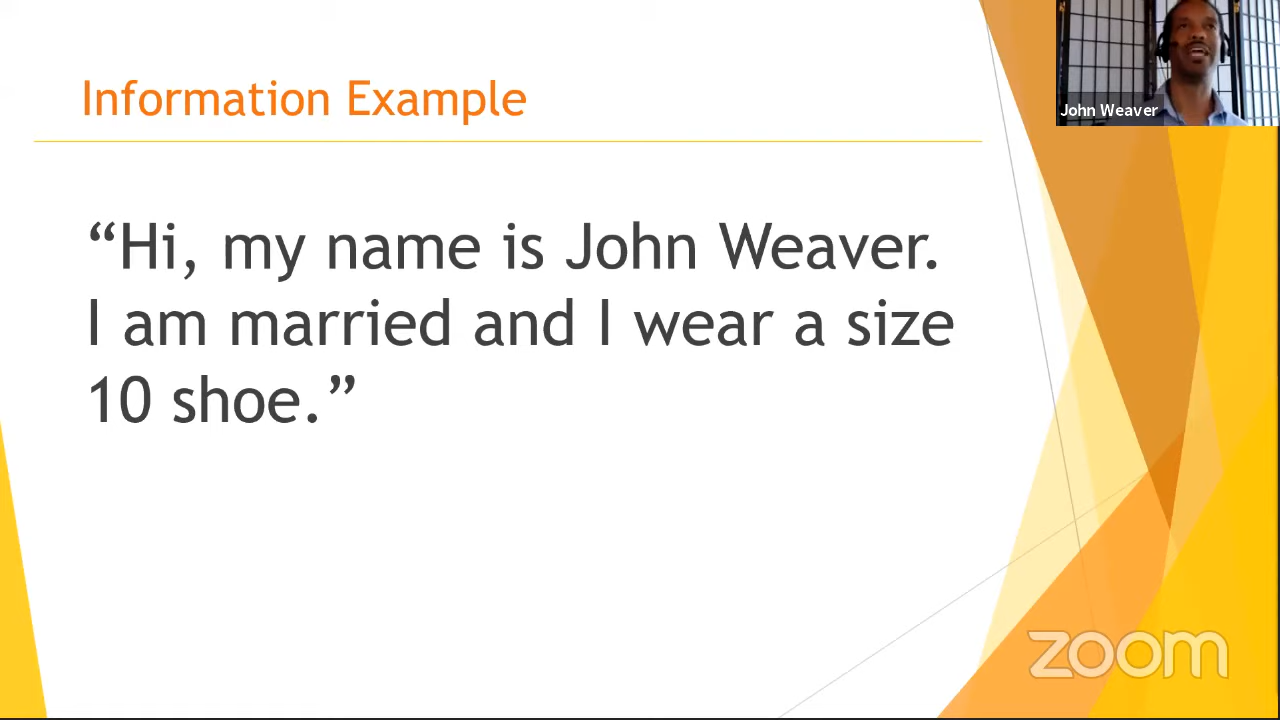 Information Example
John Weaver
“Hi, my name is John Weaver.
I am married and I wear a size
10 shoe.”
zoom